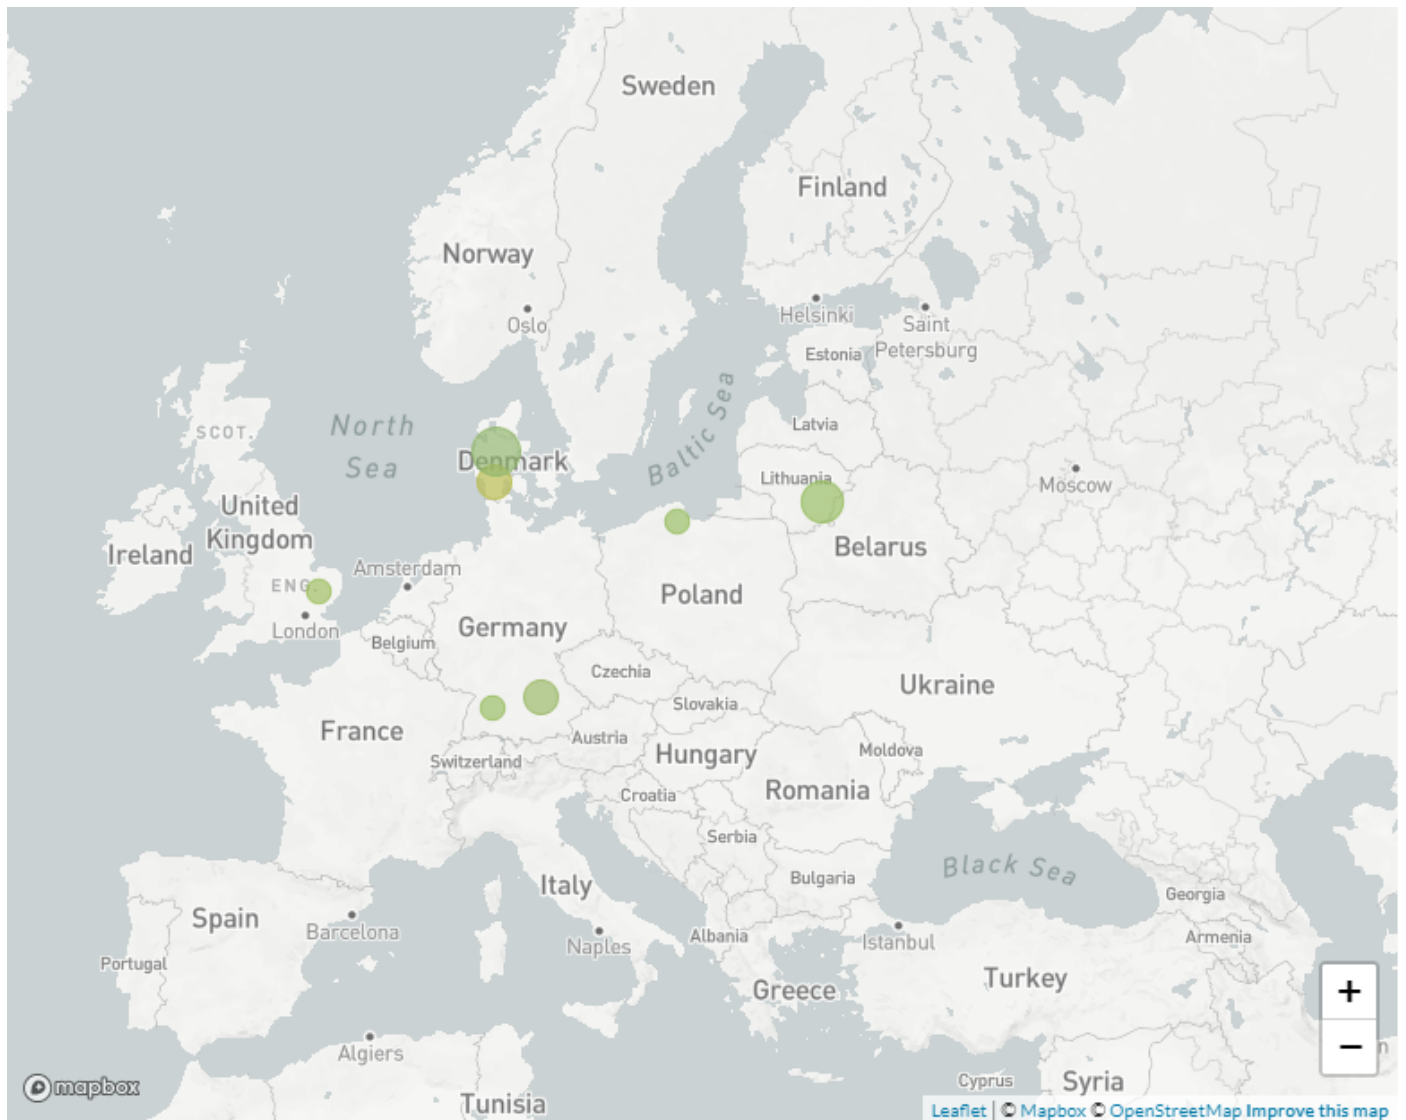 Sweden
Finland
Norway
Helsinki
Oslo
Saint
Petersburg
Estonia
North
Sea
Baltic Sea
SCOT.
Latvia
Denmark
Lithuania
Moscow
United
Kingdom
Ireland
Belarus
Amsterdam
ENG.
Poland
London
Germany
Belgium
Czechia
Ukraine
Slovakia
France
Austria
Switzerland
Hungary
Moldova
Romania
Croatia
Serbia
Black Sea
Bulgaria
Italy
Georgia
Spain
Barcelona
Naples
Albania
Istanbul
Armenia
Portugal
Turkey
Greece
+
−
Algiers
n
mapbox
Cyprus
Syria
Tunisia
Leaflet | © Mapbox © OpenStreetMap Improve this map